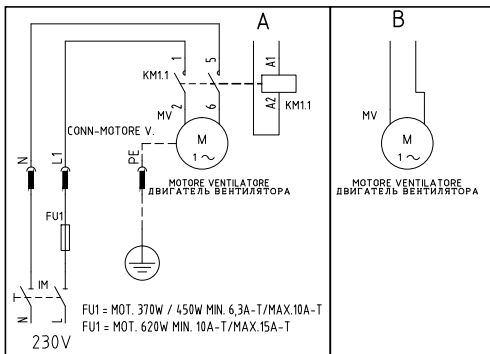 A
B
KM1.1
1
5
2
6
A1
A2
KM1.1
MV
M
1~
MV
M
1~
CONN-MOTORE V.
N
L1
PE
MOTORE VENTILATORE
ДВИГАТЕЛЬ ВЕНТИЛЯТОРА
MOTORE VENTILATORE
ДВИГАТЕЛЬ ВЕНТИЛЯТОРА
FU1
IM
N
L
230V
FU1 = MOT. 370W / 450W MIN. 6,3A-T/MAX.10A-T
FU1 = MOT. 620W MIN. 10A-T/MAX.15A-T